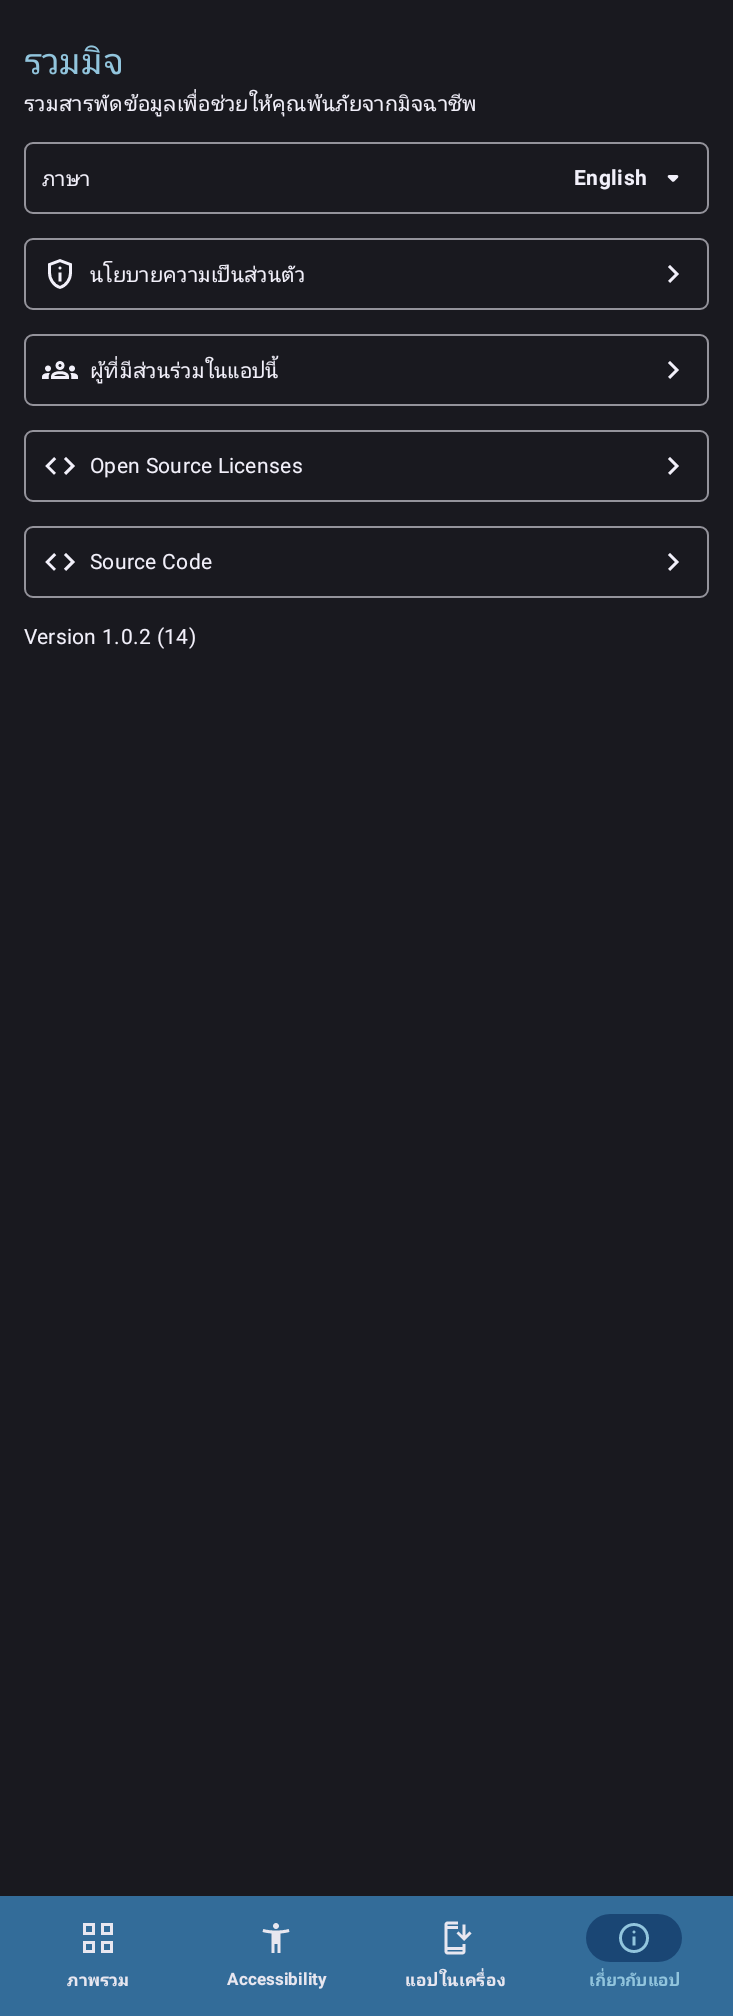 รวมมิจ
รวมสารพัดข้อมูลเพื่อช่วยให้คุณพ้นภัยจากมิจฉาชีพ
ภาษา English
นโยบายความเป็นส่วนตัว
ผู้ที่มีส่วนร่วมในแอปนี้
Open Source Licenses
Source Code
Version 1.0.2 (14)
ภาพรวม Accessibility แอปในเครื่อง เกี่ยวกับแอป